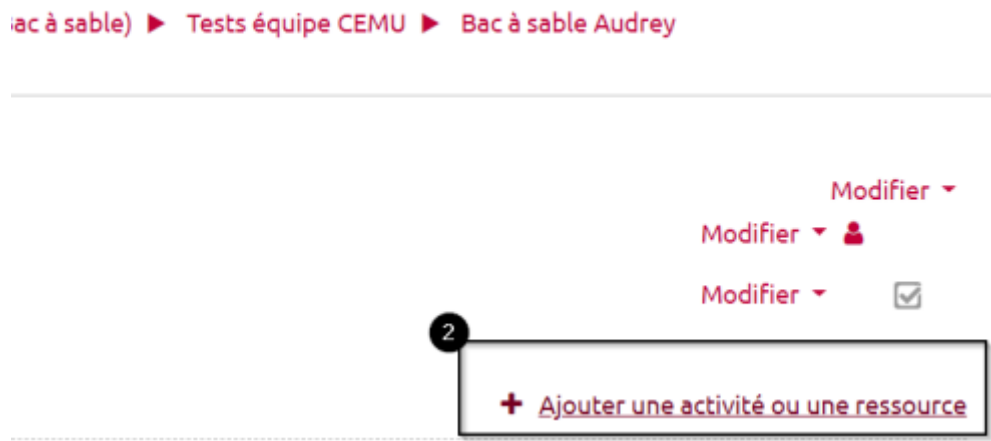 ac à sable) ▶ Tests équipe CEMU ▶ Bac à sable Audrey
Modifier
Modifier
Modifier
2
+ Ajouter une activité ou une ressource